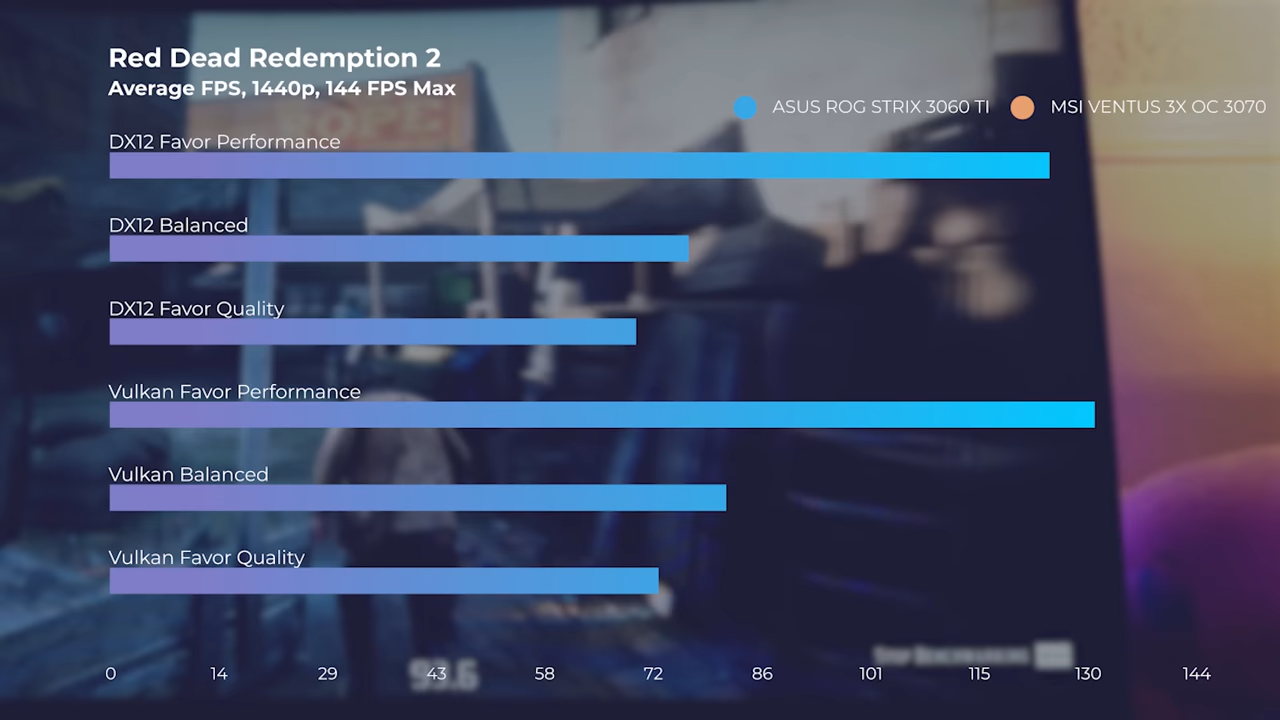 Red Dead Redemption 2
Average FPS, 1440p, 144 FPS Max
ASUS ROG STRIX 3060 TI MSI VENTUS 3X OC 3070
DX12 Favor Performance
DX12 Balanced
DX12 Favor Quality
Vulkan Favor Performance
Vulkan Balanced
Vulkan Favor Quality
0 14 29 43 58 72 86 101 115 130 144
93.6